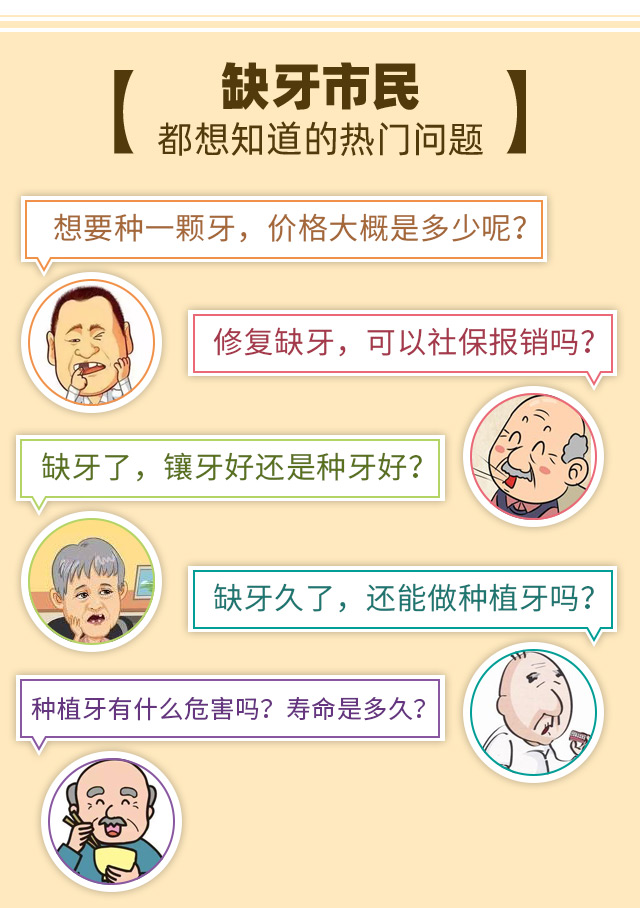 【缺牙市民
都想知道的热门问题】
想要种一颗牙，价格大概是多少呢？
修复缺牙，可以社保报销吗？
缺牙了，镶牙好还是种牙好？
缺牙久了，还能做种植牙吗？
种植牙有什么危害吗？寿命是多久？